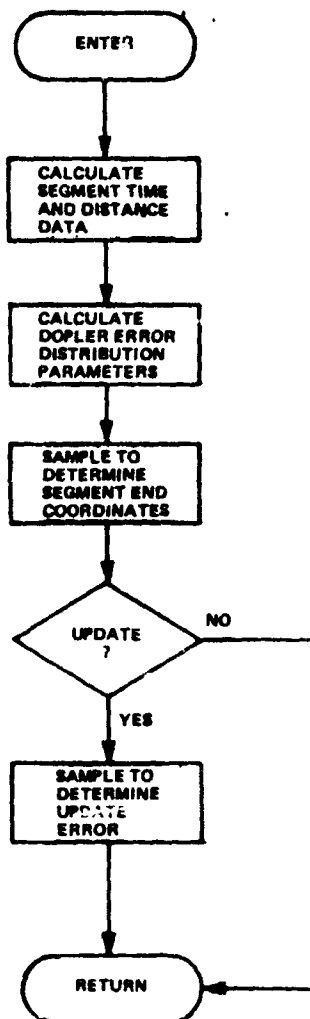 ENTER
CALCULATE
SEGMENT TIME
AND DISTANCE
DATA
CALCULATE
DOPLER ERROR
DISTRIBUTION
PARAMETERS
SAMPLE TO
DETERMINE
SEGMENT END
COORDINATES
UPDATE
?
NO
YES
SAMPLE TO
DETERMINE
UPDATE
ERROR
RETURN